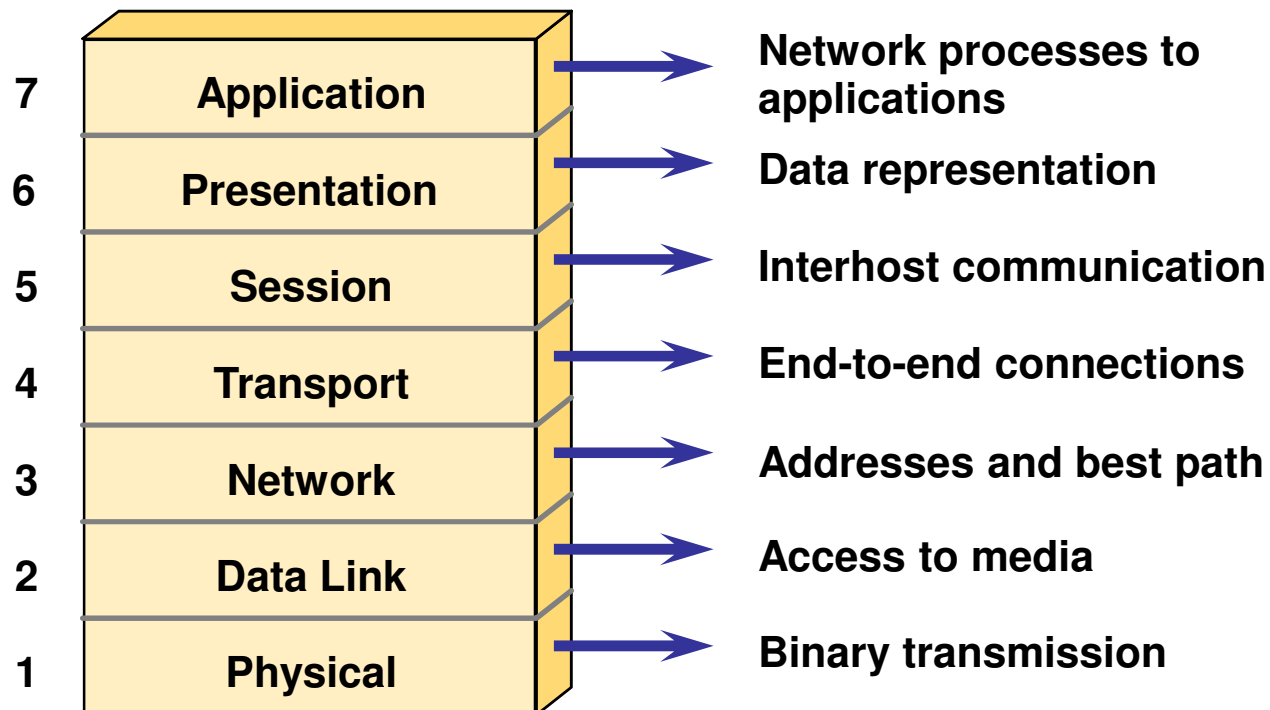 7 Application Network processes to
applications
6 Presentation Data representation
5 Session Interhost communication
4 Transport End-to-end connections
3 Network Addresses and best path
2 Data Link Access to media
1 Physical Binary transmission